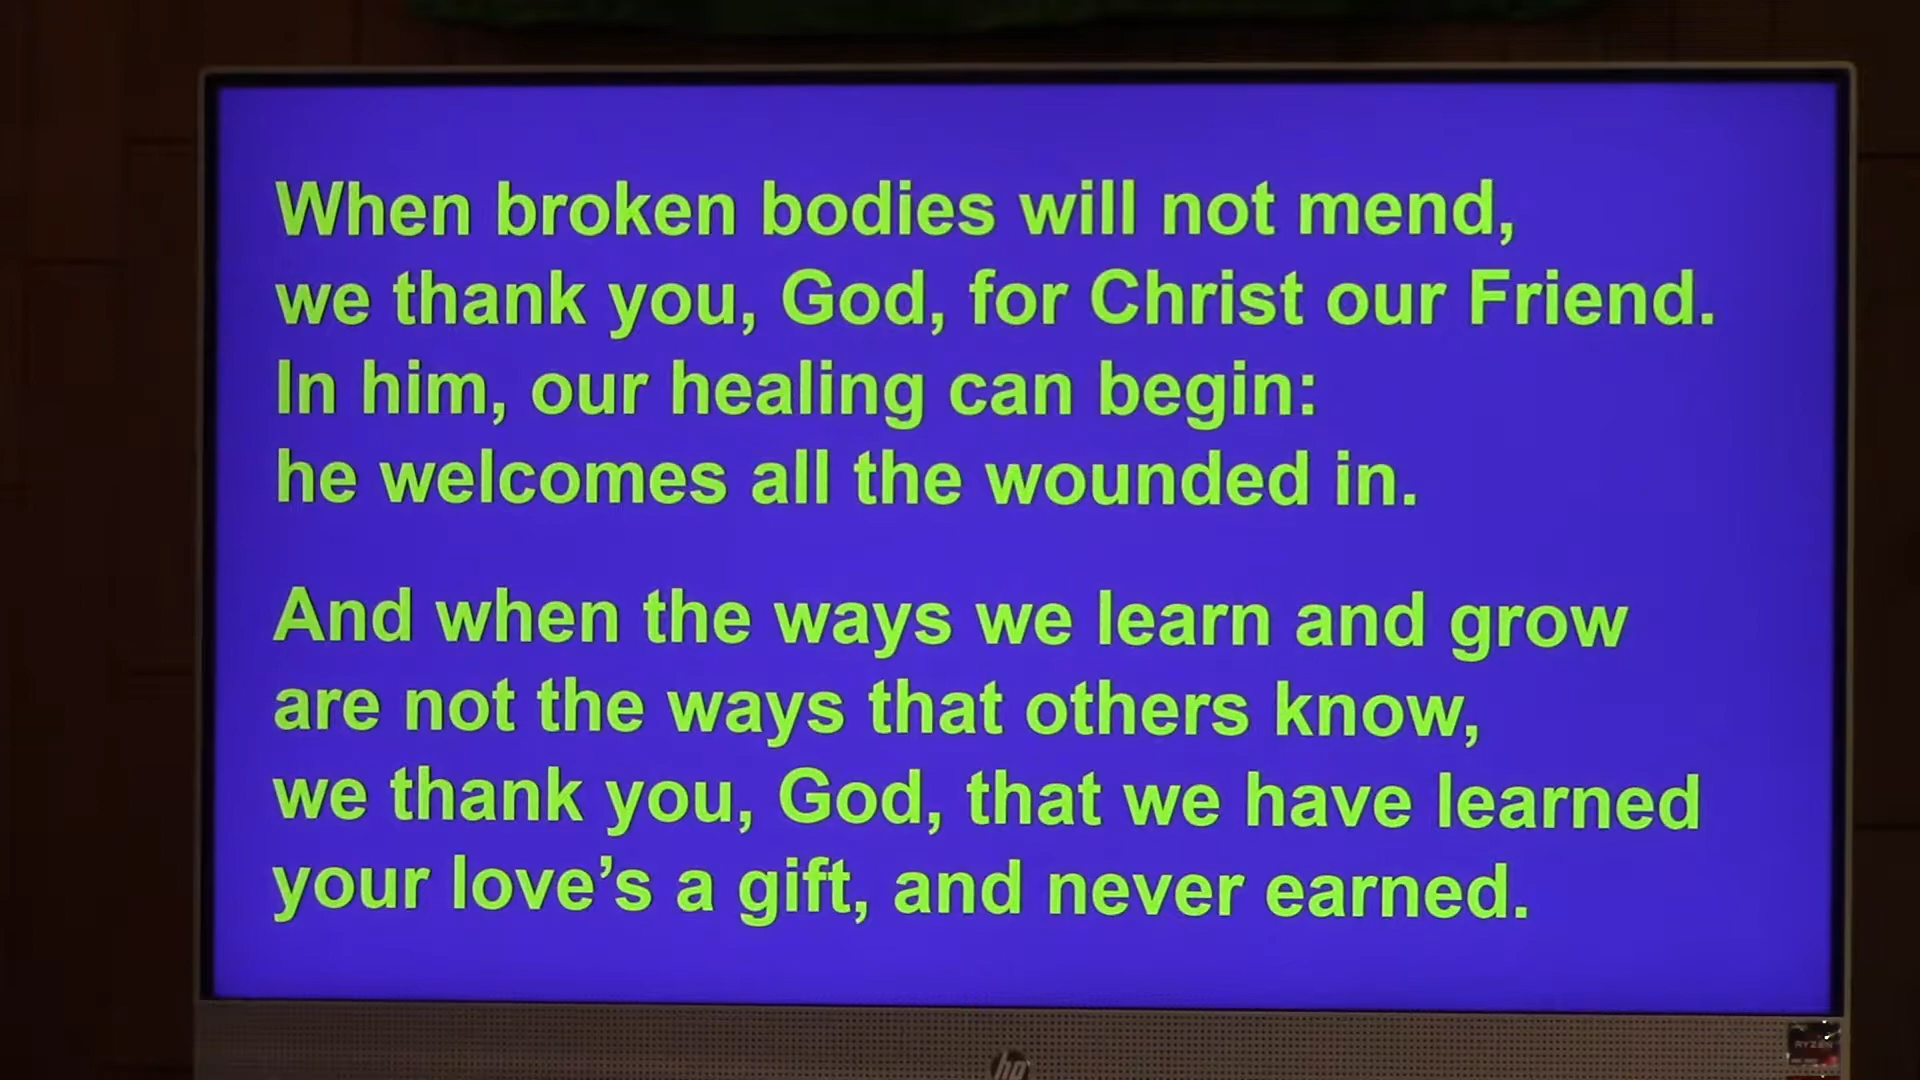 When broken bodies will not mend,
we thank you, God, for Christ our Friend.
In him, our healing can begin:
he welcomes all the wounded in.
And when the ways we learn and grow
are not the ways that others know,
we thank you, God, that we have learned
your love’s a gift, and never earned.
hp
RYZEN